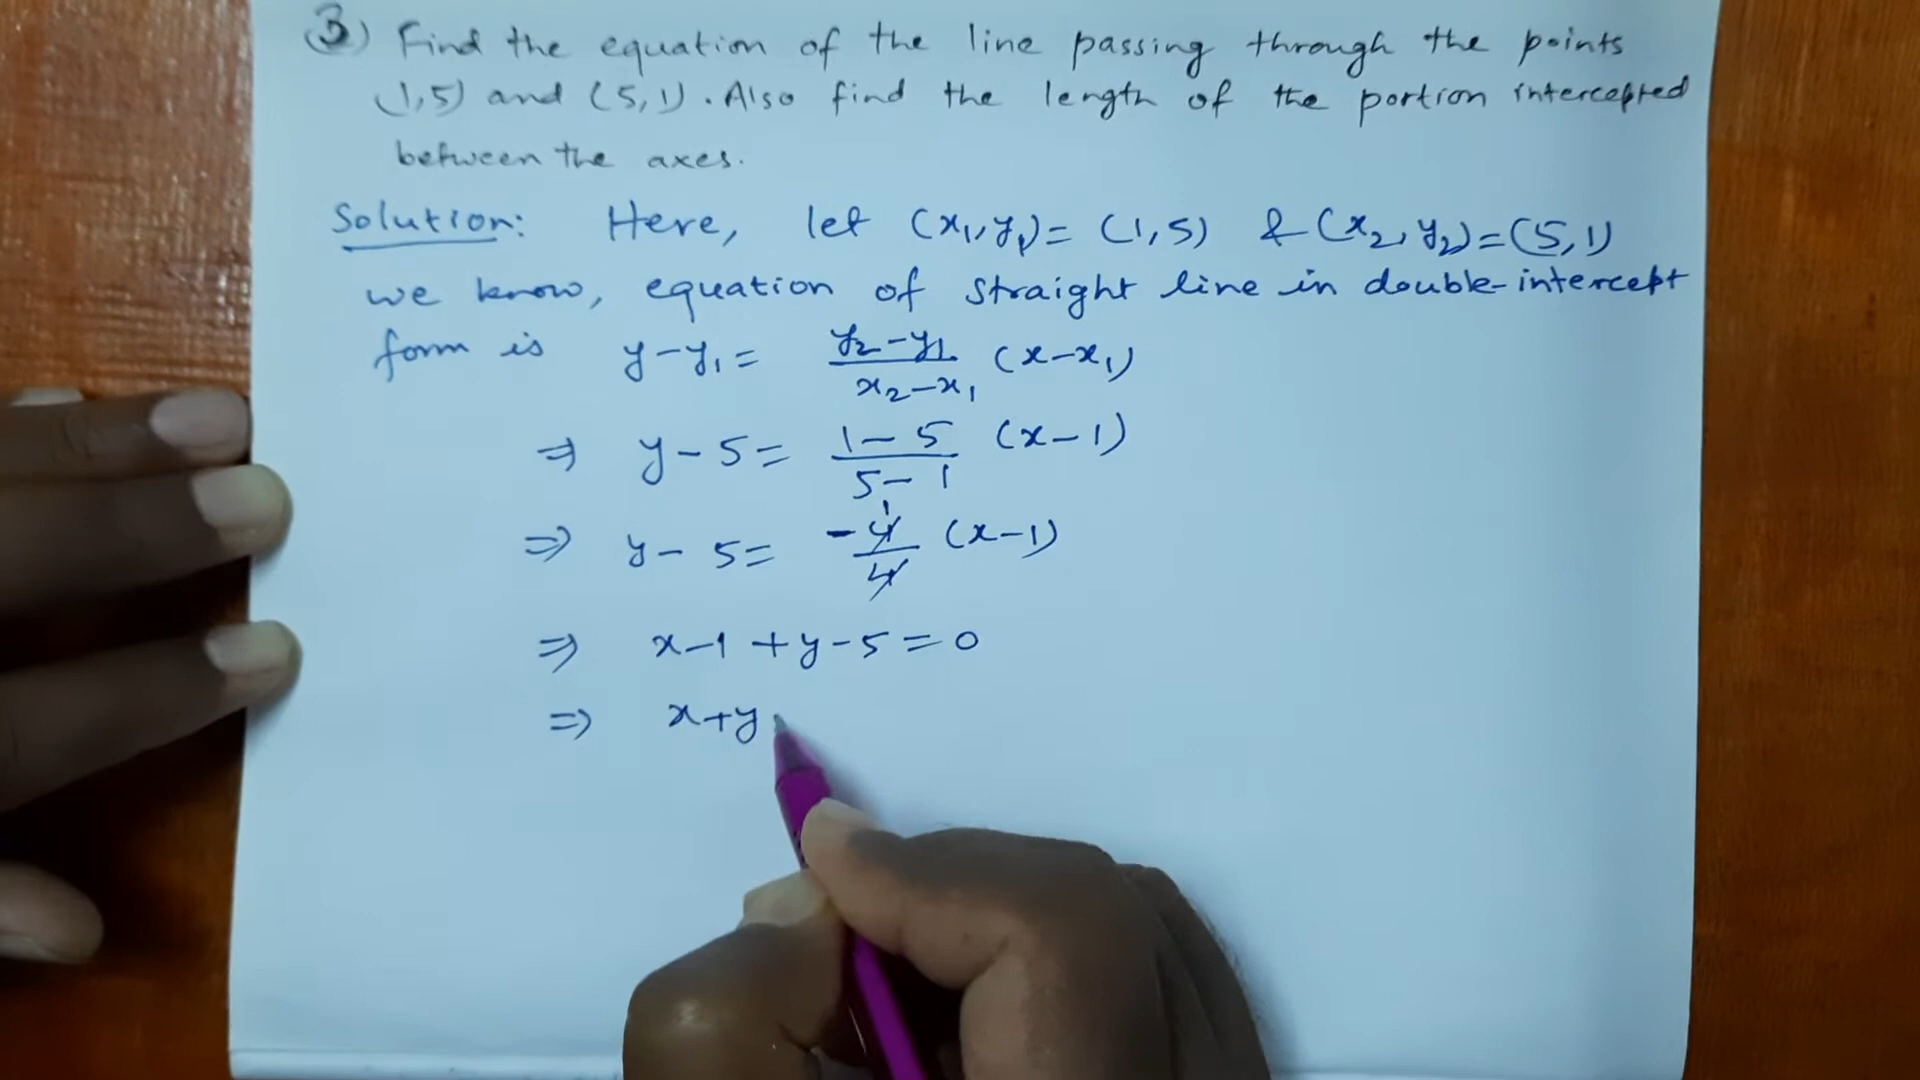 3) Find the equation of the line passing through the points
(1,5) and (5,1). Also find the length of the portion intercepted
between the axes.
Solution: Here, let (x₁,y₁)= (1,5) & (x₂,y₂)=(5,1)
we know, equation of straight line in double-intercept
form is y-y₁= y₂-y₁/x₂-x₁ (x-x₁)
⇒ y-5= 1-5/5-1 (x-1)
⇒ y-5= -4/4 (x-1) 1
⇒ x-1+y-5=0
⇒ x+y